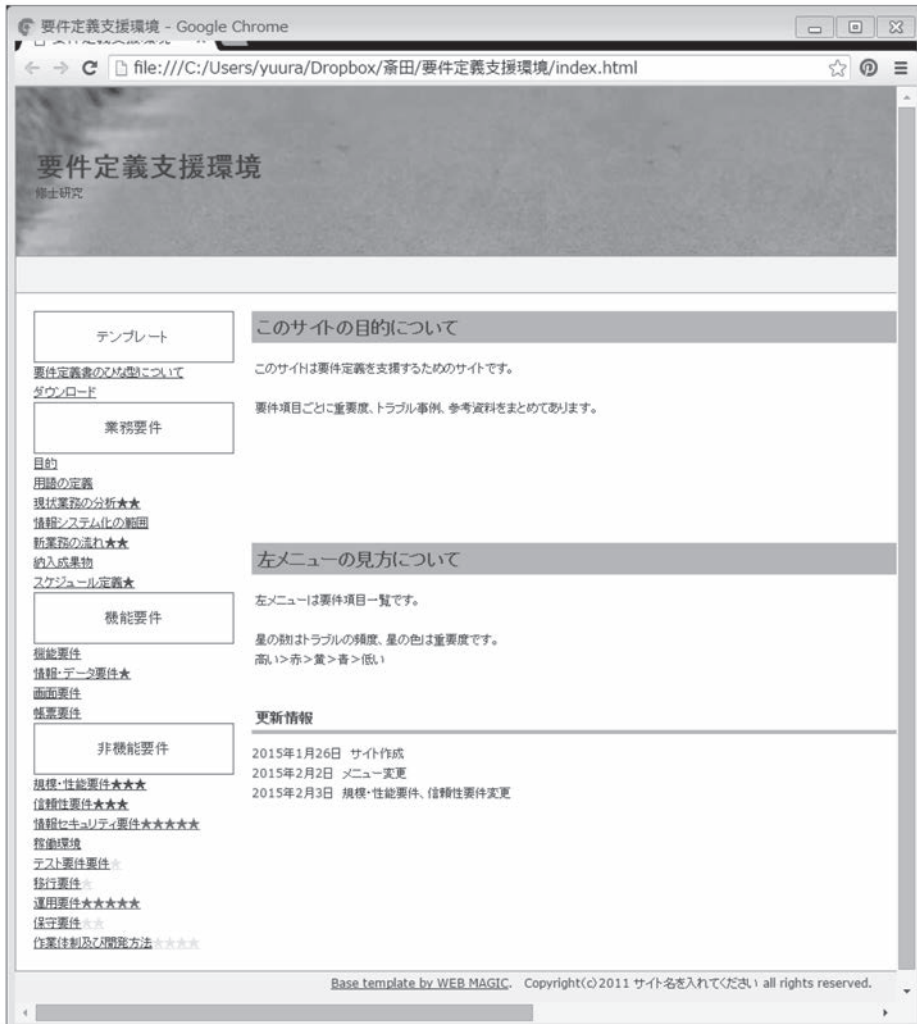 要件定義支援環境 - Google Chrome
file:///C:/Users/yuura/Dropbox/斎田/要件定義支援環境/index.html
要件定義支援環境
修士研究
テンプレート
要件定義書のひな型について
ダウンロード
業務要件
目的
用語の定義
現状業務の分析★★
情報システム化の範囲
新業務の流れ★★
納入成果物
スケジュール定義★
機能要件
機能要件
情報・データ要件★
画面要件
帳票要件
非機能要件
規模・性能要件★★★
信頼性要件★★★
情報セキュリティ要件★★★★★
稼働環境
テスト要件要件★
移行要件★
運用要件★★★★★
保守要件★★
作業体制及び開発方法★★★★
このサイトの目的について
このサイトは要件定義を支援するためのサイトです。
要件項目ごとに重要度、トラブル事例、参考資料をまとめてあります。
左メニューの見方について
左メニューは要件項目一覧です。
星の数はトラブルの頻度、星の色は重要度です。
高い>赤>黄>青>低い
更新情報
2015年1月26日 サイト作成
2015年2月2日 メニュー変更
2015年2月3日 規模・性能要件、信頼性要件変更
Base template by WEB MAGIC. Copyright(c)2011 サイト名を入れてください all rights reserved.